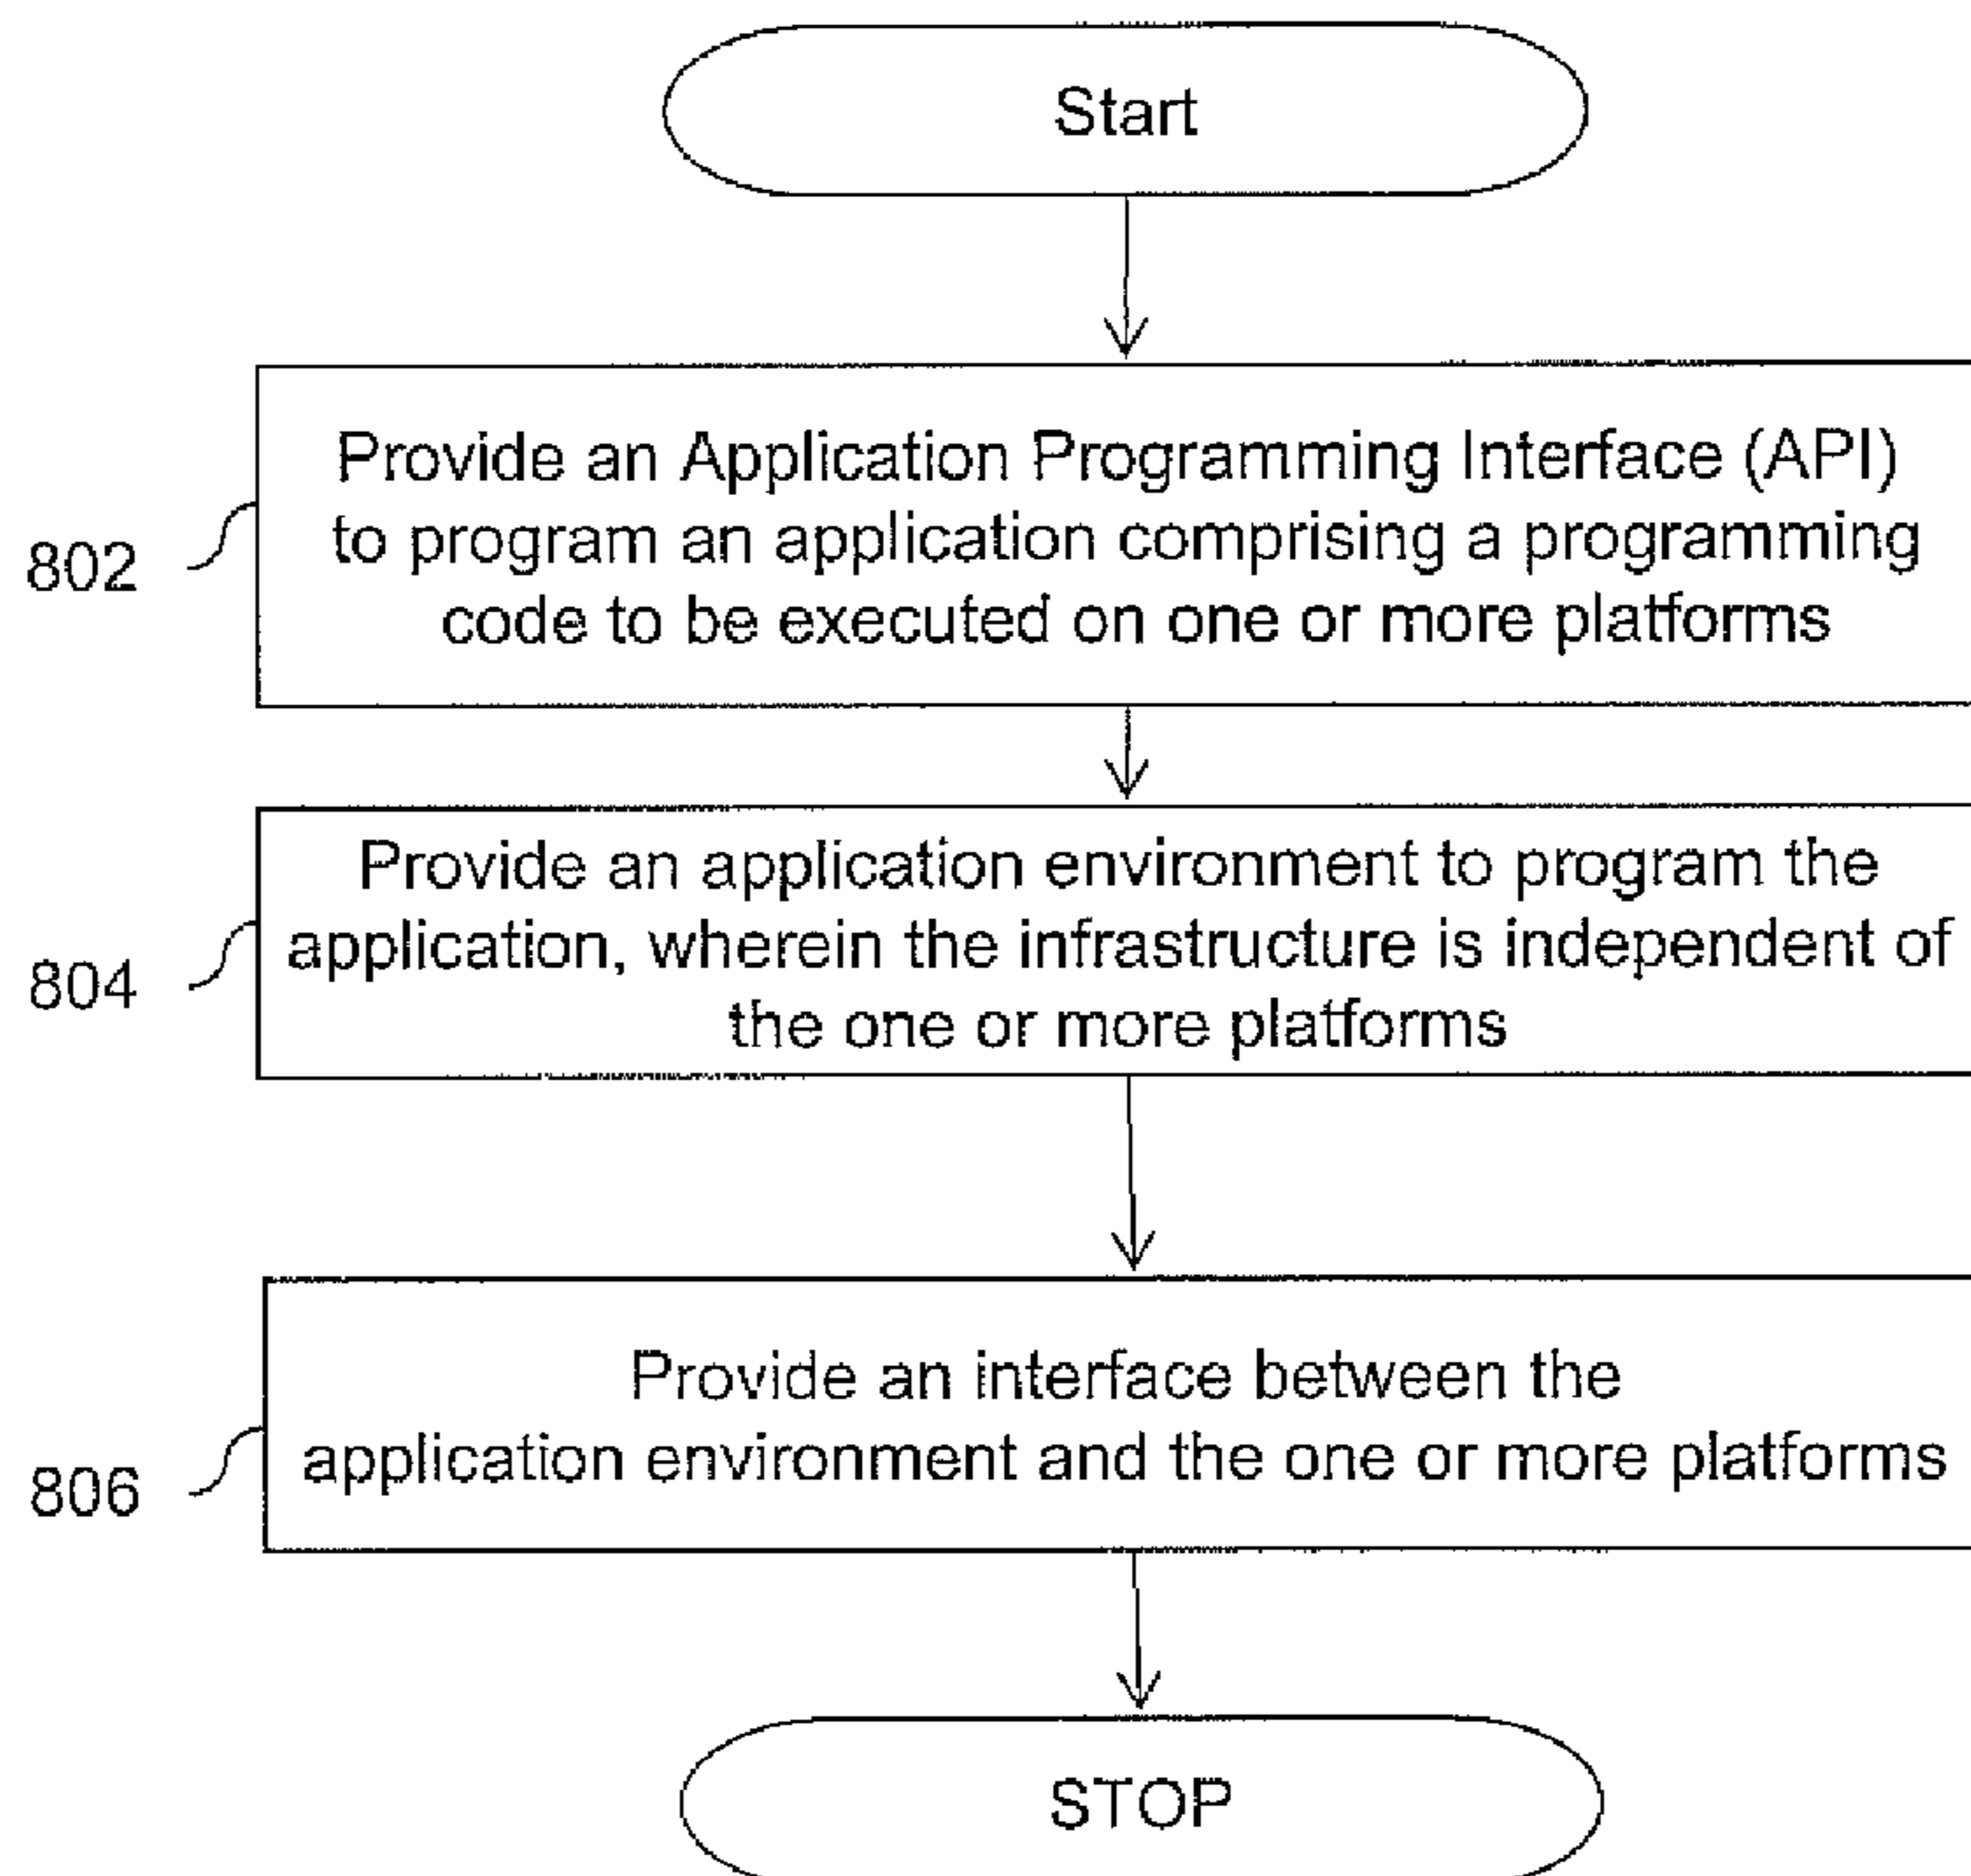 Start
802
Provide an Application Programming Interface (API)
to program an application comprising a programming
code to be executed on one or more platforms
804
Provide an application environment to program the
application, wherein the infrastructure is independent of
the one or more platforms
806
Provide an interface between the
application environment and the one or more platforms
STOP